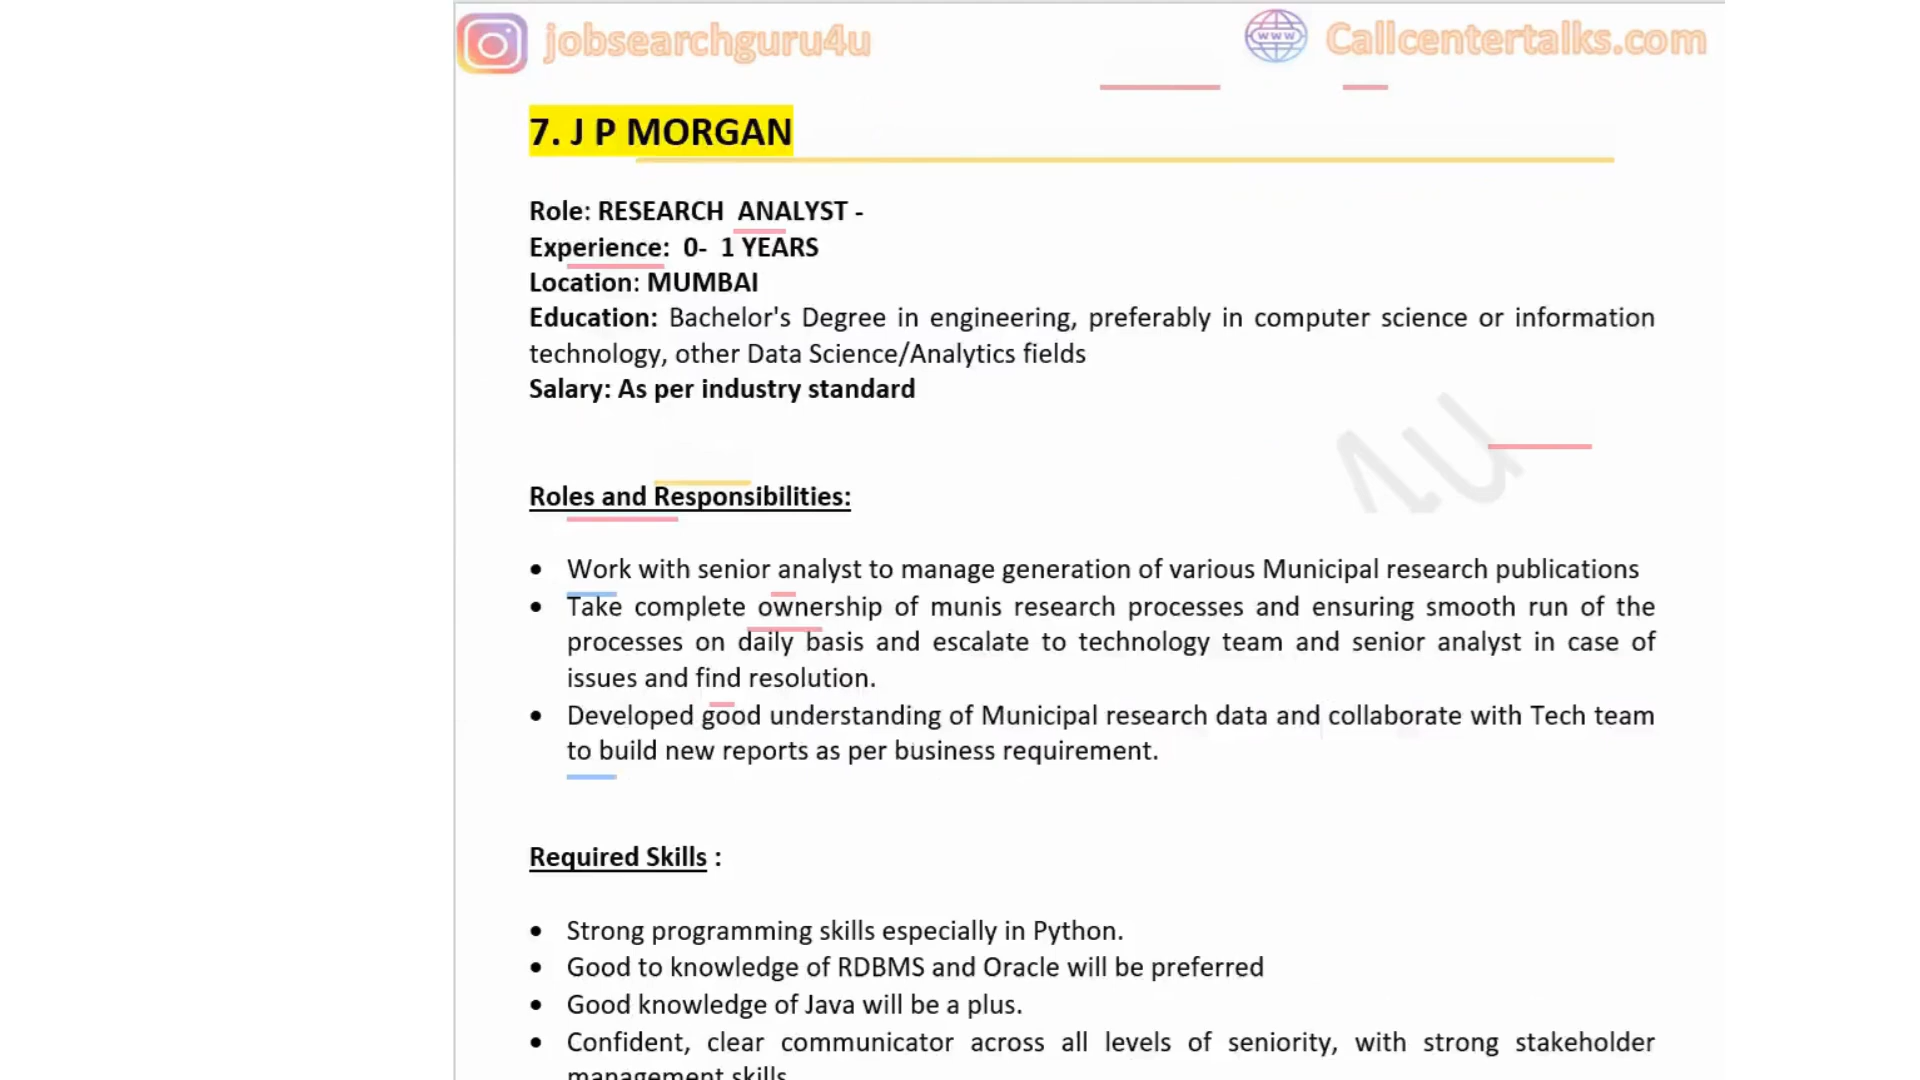 jobsearchguru4u
www
Callcentertalks.com
7. J P MORGAN
Role: RESEARCH  ANALYST -
Experience:  0-  1 YEARS
Location: MUMBAI
Education: Bachelor's Degree in engineering, preferably in computer science or information
technology, other Data Science/Analytics fields
Salary: As per industry standard
4u
Roles and Responsibilities:
• Work with senior analyst to manage generation of various Municipal research publications
• Take complete ownership of munis research processes and ensuring smooth run of the
processes on daily basis and escalate to technology team and senior analyst in case of
issues and find resolution.
• Developed good understanding of Municipal research data and collaborate with Tech team
to build new reports as per business requirement.
Required Skills :
• Strong programming skills especially in Python.
• Good to knowledge of RDBMS and Oracle will be preferred
• Good knowledge of Java will be a plus.
• Confident, clear communicator across all levels of seniority, with strong stakeholder
management skills